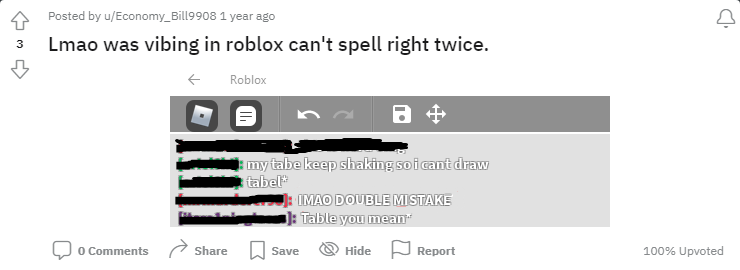 Posted by u/Economy_Bill9908 1 year ago
3
Lmao was vibing in roblox can't spell right twice.
Roblox
my tabe keep shaking so i cant draw
tabel*
]: lMAO DOUBLE MISTAKE
]: Table you mean*
0 Comments Share Save Hide Report 100% Upvoted